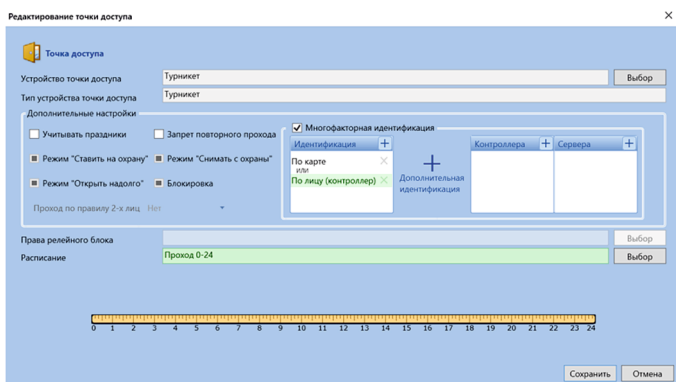 Редактирование точки доступа
Точка доступа
Устройство точки доступа Турникет Выбор
Тип устройства точки доступа Турникет
Дополнительные настройки
Учитывать праздники Запрет повторного прохода Многофакторная идентификация
Идентификация + Контроллера + Сервера +
Режим "Ставить на охрану" Режим "Снимать с охраны" По карте
или
Режим "Открыть надолго" Блокировка По лицу (контроллер) Дополнительная
идентификация
Проход по правилу 2-х лиц Нет
Права релейного блока Выбор
Расписание Проход 0-24 Выбор
0 1 2 3 4 5 6 7 8 9 10 11 12 13 14 15 16 17 18 19 20 21 22 23 24
Сохранить Отмена